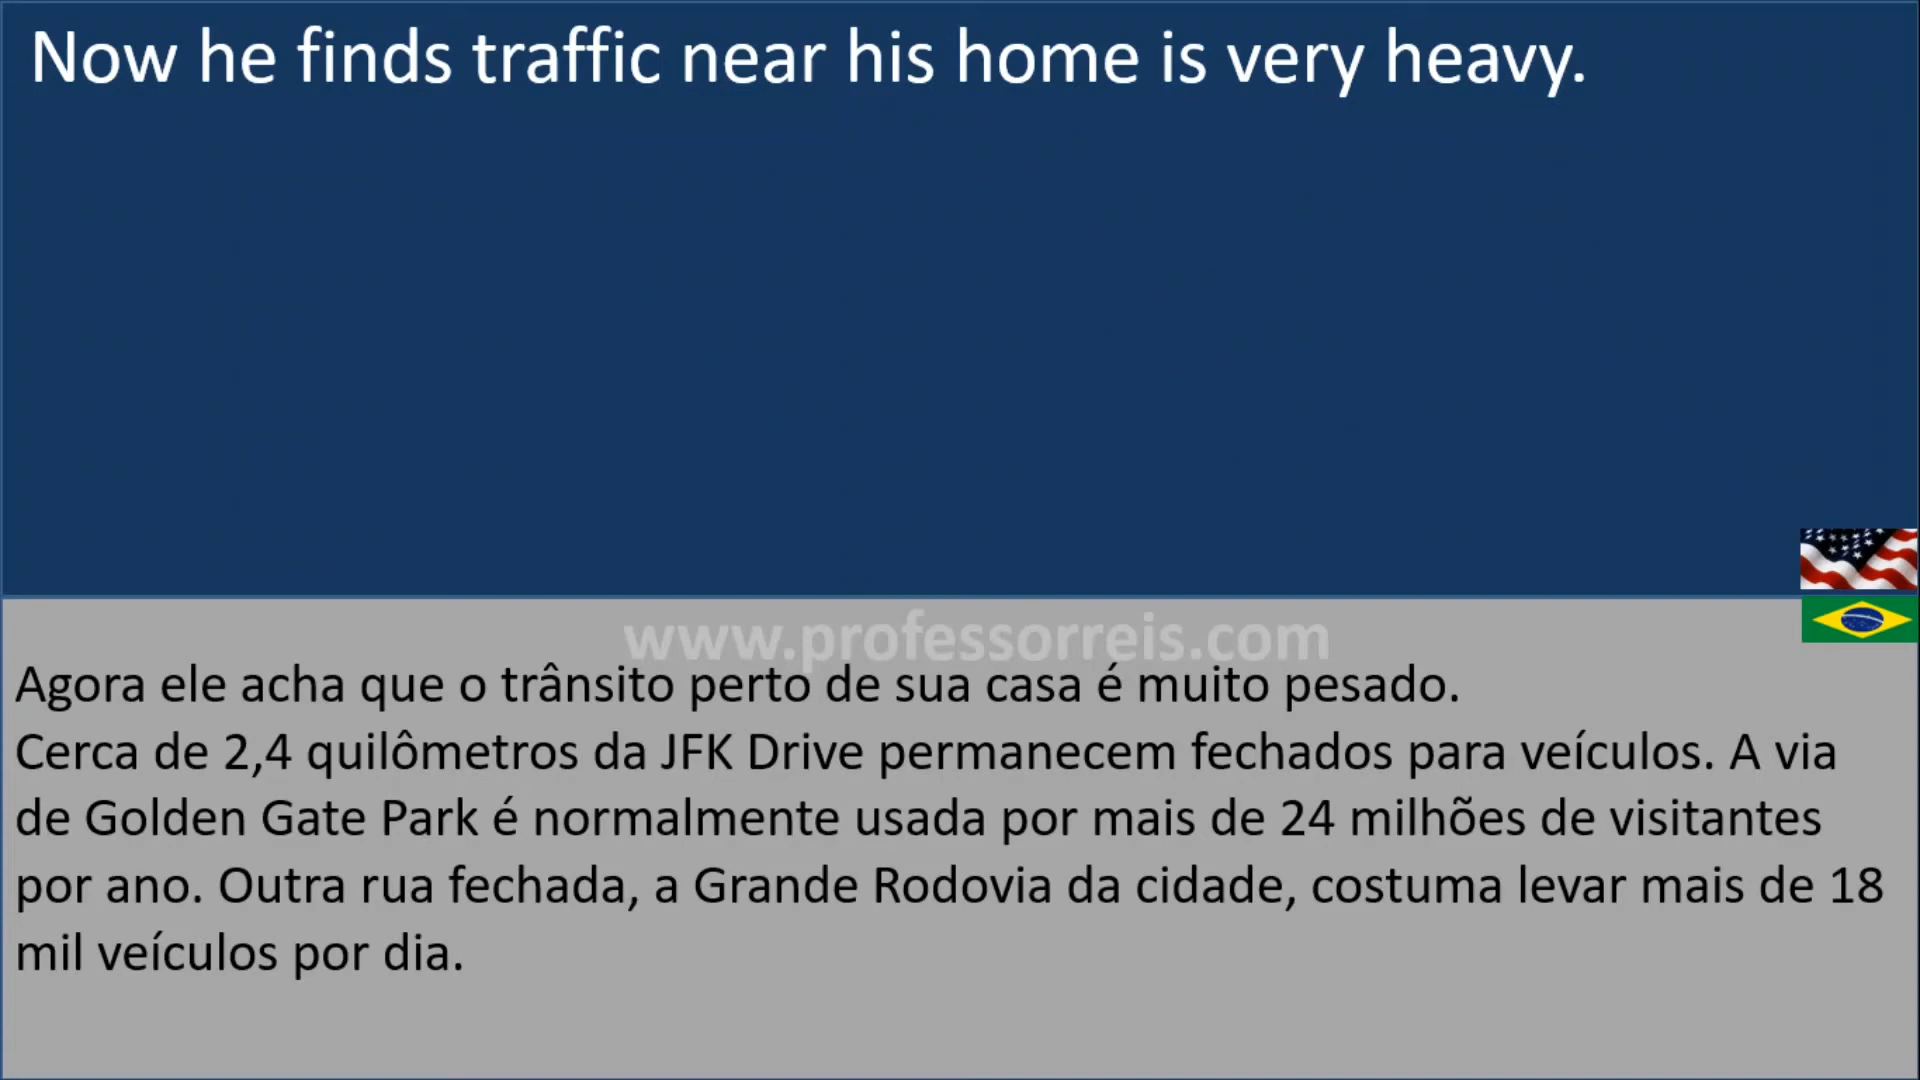 Now he finds traffic near his home is very heavy.
www.professorreis.com
Agora ele acha que o trânsito perto de sua casa é muito pesado.
Cerca de 2,4 quilômetros da JFK Drive permanecem fechados para veículos. A via
de Golden Gate Park é normalmente usada por mais de 24 milhões de visitantes
por ano. Outra rua fechada, a Grande Rodovia da cidade, costuma levar mais de 18
mil veículos por dia.